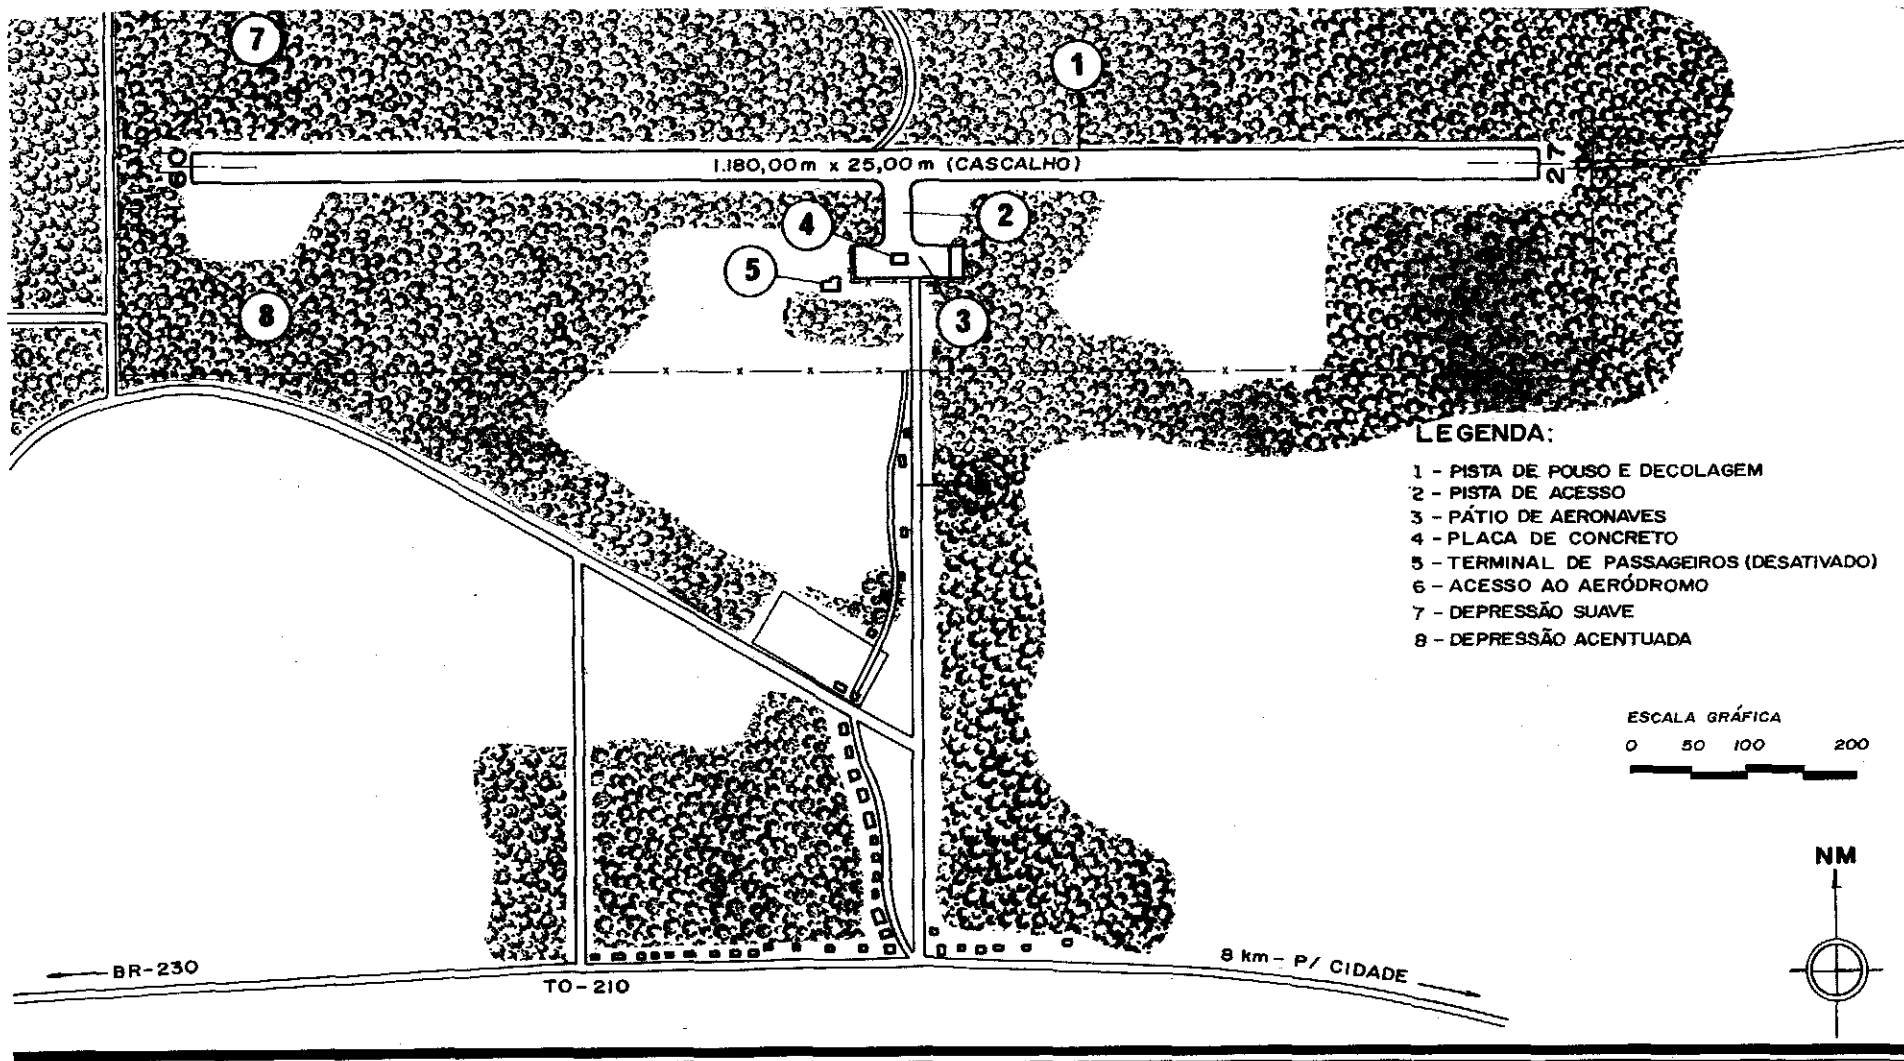 7
1
09
1.180,00 m x 25,00 m (CASCALHO)
27
4
2
5
8
3
6
LEGENDA:
1 - PISTA DE POUSO E DECOLAGEM
2 - PISTA DE ACESSO
3 - PÁTIO DE AERONAVES
4 - PLACA DE CONCRETO
5 - TERMINAL DE PASSAGEIROS (DESATIVADO)
6 - ACESSO AO AERÓDROMO
7 - DEPRESSÃO SUAVE
8 - DEPRESSÃO ACENTUADA
ESCALA GRÁFICA
0 50 100 200
NM
BR-230
TO-210
8 km - P/ CIDADE